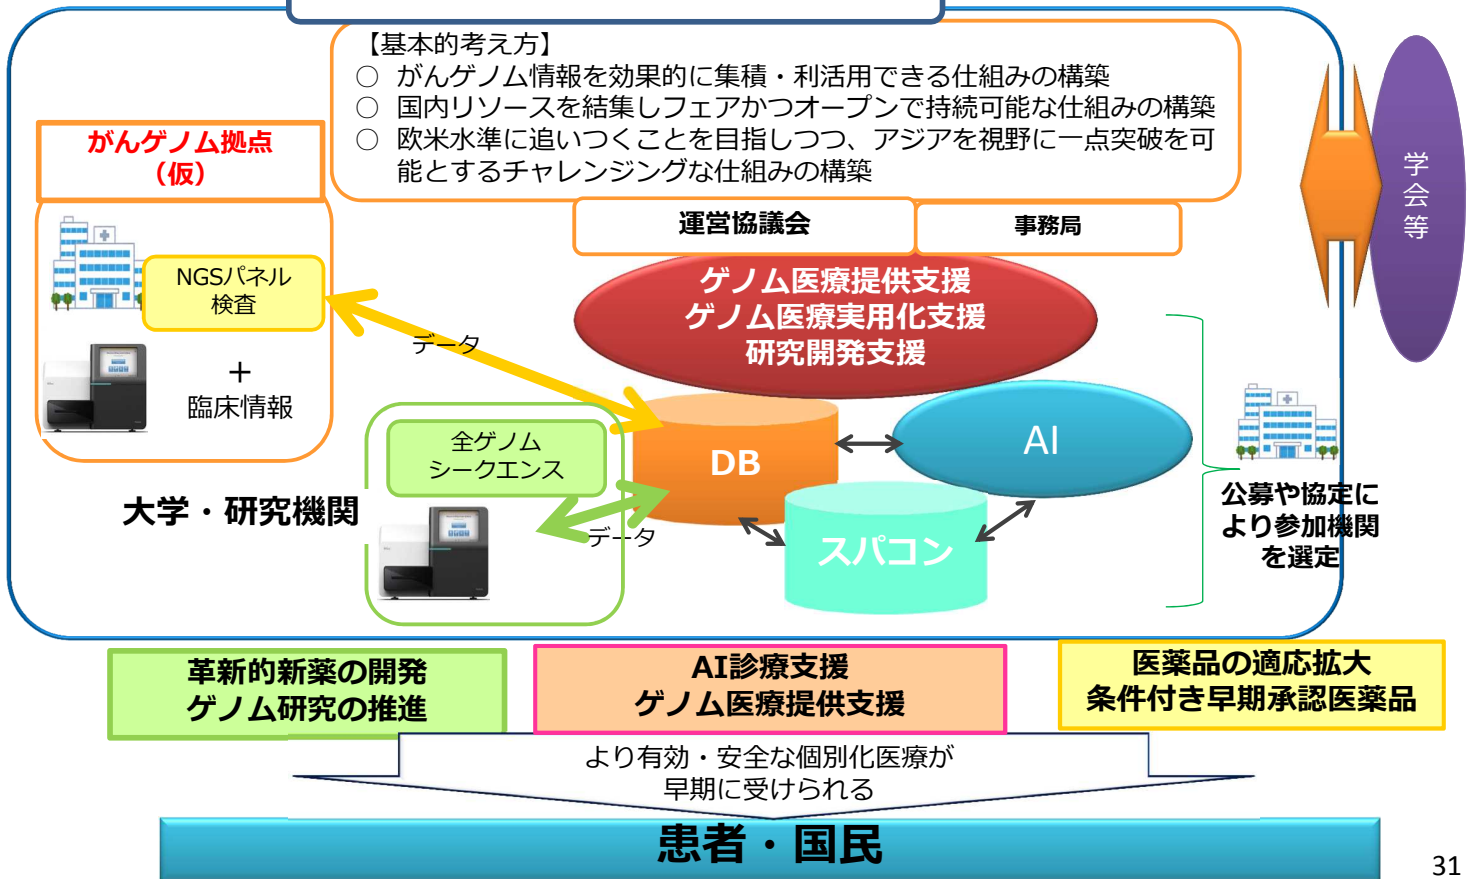 【基本的考え方】
○ がんゲノム情報を効果的に集積・利活用できる仕組みの構築
○ 国内リソースを結集しフェアかつオープンで持続可能な仕組みの構築
○ 欧米水準に追いつくことを目指しつつ、アジアを視野に一点突破を可
能とするチャレンジングな仕組みの構築
がんゲノム拠点
（仮）
学会等
運営協議会
事務局
NGSパネル
検査
＋
臨床情報
データ
ゲノム医療提供支援
ゲノム医療実用化支援
研究開発支援
全ゲノム
シークエンス
DB
AI
スパコン
大学・研究機関
データ
公募や協定に
より参加機関
を選定
革新的新薬の開発
ゲノム研究の推進
AI診療支援
ゲノム医療提供支援
医薬品の適応拡大
条件付き早期承認医薬品
より有効・安全な個別化医療が
早期に受けられる
患者・国民
31